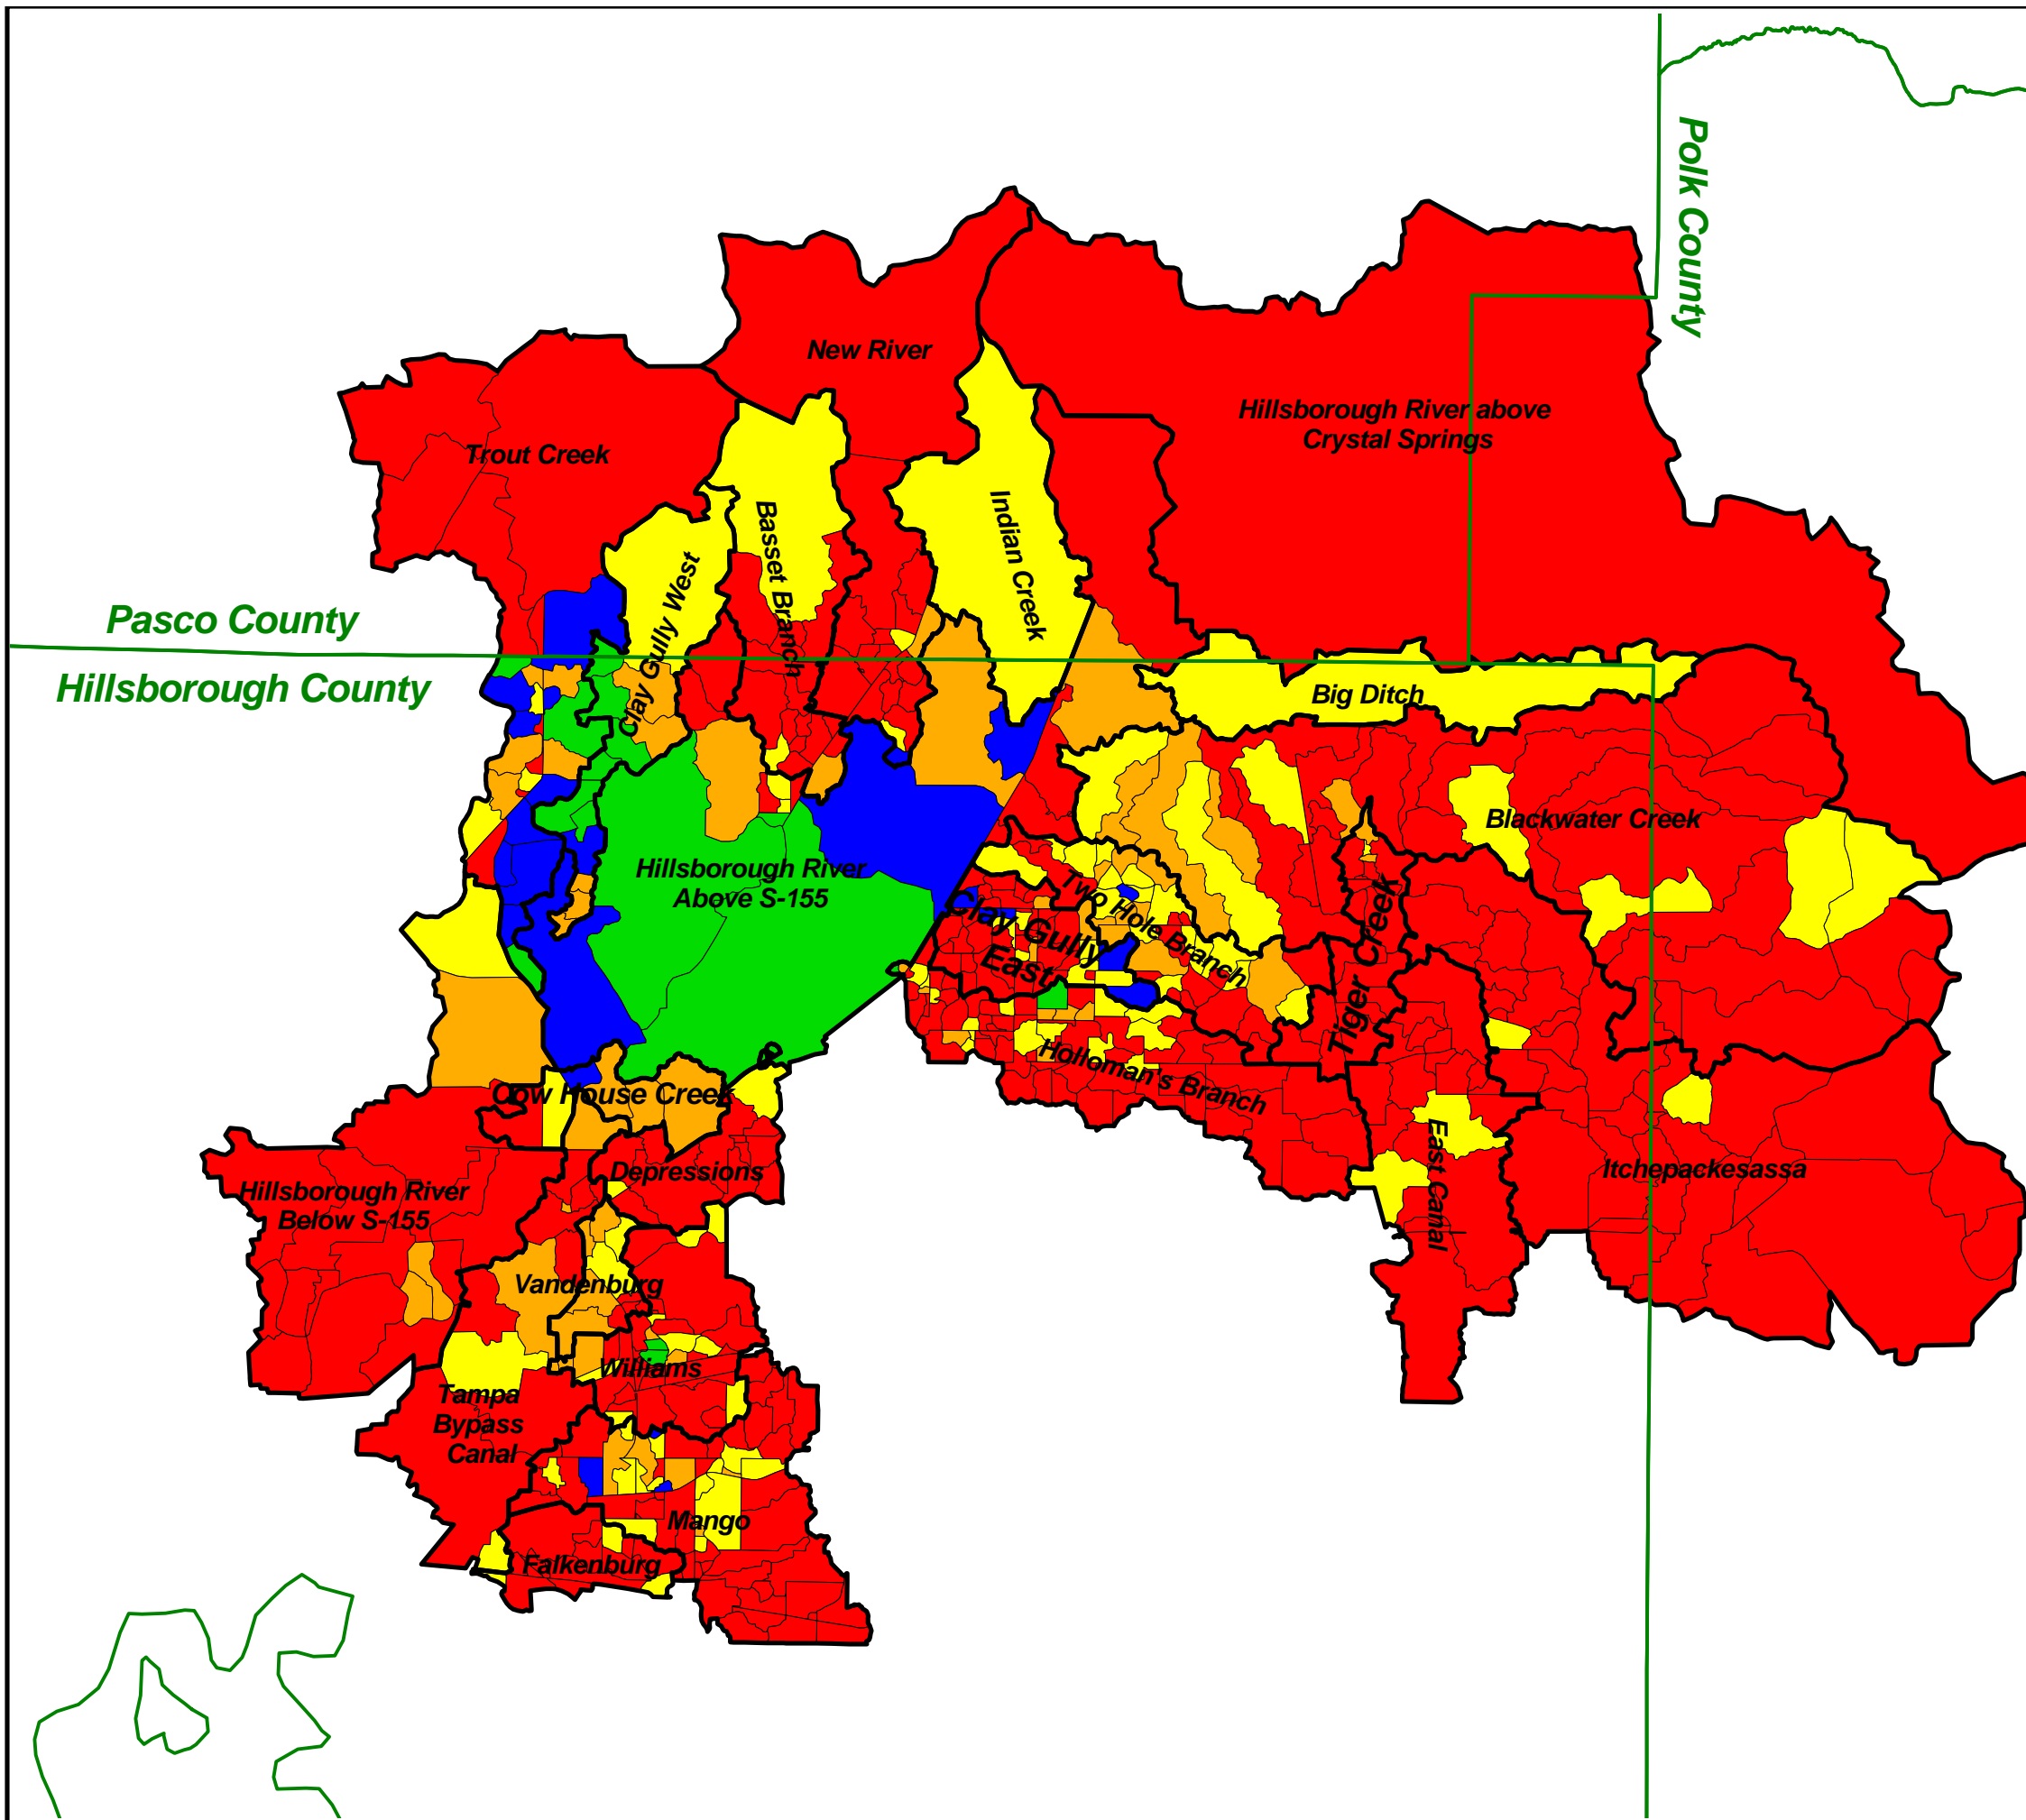 Polk County
New River
Hillsborough River above
Crystal Springs
Trout Creek
Basset Branch
Indian Creek
Clay Gully West
Pasco County
Hillsborough County
Big Ditch
Blackwater Creek
Hillsborough River
Above S-155
Two Hole Branch
Clay Gully
East
Tiger Creek
Holloman's Branch
Cow House Creek
East Canal
Itchepackesassa
Depressions
Hillsborough River
Below S-155
Vandenburg
Williams
Tampa
Bypass
Canal
Mango
Falkenburg